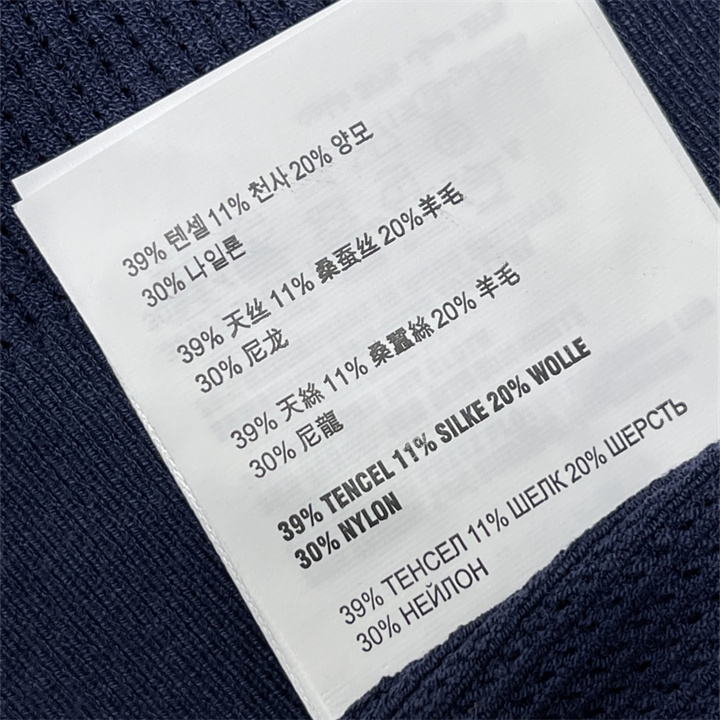 39% 텐셀 11% 천사 20% 양모
30% 나일론
39% 天丝 11% 桑蚕丝 20% 羊毛
30% 尼龙
39% 天絲 11% 桑蠶絲 20% 羊毛
30% 尼龍
39% TENCEL 11% SILKE 20% WOLLE
30% NYLON
39% ТЕНСЕЛ 11% ШЕЛК 20% ШЕРСТЬ
30% НЕЙЛОН